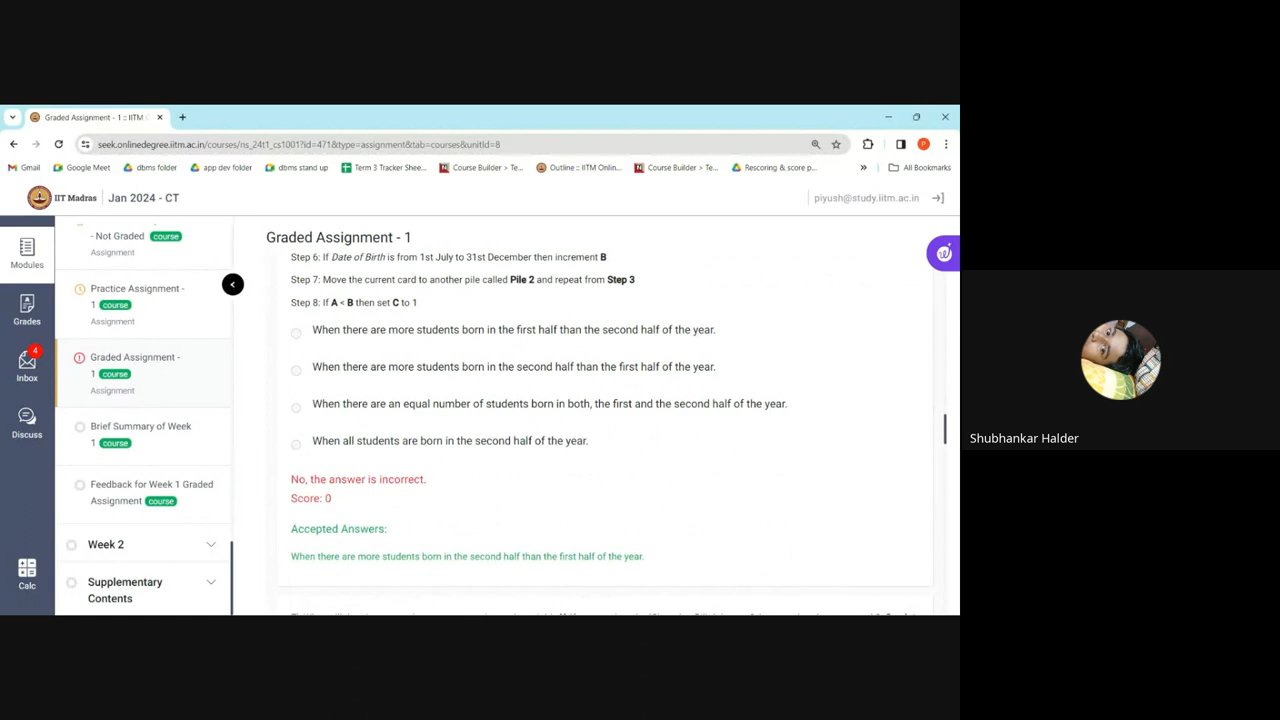 Graded Assignment - 1 :: IITM
seek.onlinedegree.iitm.ac.in/courses/ns_24t1_cs1001?id=471&type=assignment&tab=courses&unitId=8
Gmail
Google Meet
dbms folder
app dev folder
dbms stand up
Term 3 Tracker Shee...
Course Builder > Te...
Outline :: IITM Onlin...
Course Builder > Te...
Rescoring & score p...
»
All Bookmarks
P
IIT Madras
Jan 2024 - CT
piyush@study.iitm.ac.in
Modules
Grades
4
Inbox
Discuss
Calc
- Not Graded course
Assignment
Practice Assignment -
1 course
Assignment
Graded Assignment -
1 course
Assignment
Brief Summary of Week
1 course
Feedback for Week 1 Graded
Assignment course
Week 2
Supplementary
Contents
Graded Assignment - 1
Step 6: If Date of Birth is from 1st July to 31st December then increment B
Step 7: Move the current card to another pile called Pile 2 and repeat from Step 3
Step 8: If A < B then set C to 1
When there are more students born in the first half than the second half of the year.
When there are more students born in the second half than the first half of the year.
When there are an equal number of students born in both, the first and the second half of the year.
When all students are born in the second half of the year.
No, the answer is incorrect.
Score: 0
Accepted Answers:
When there are more students born in the second half than the first half of the year.
Shubhankar Halder